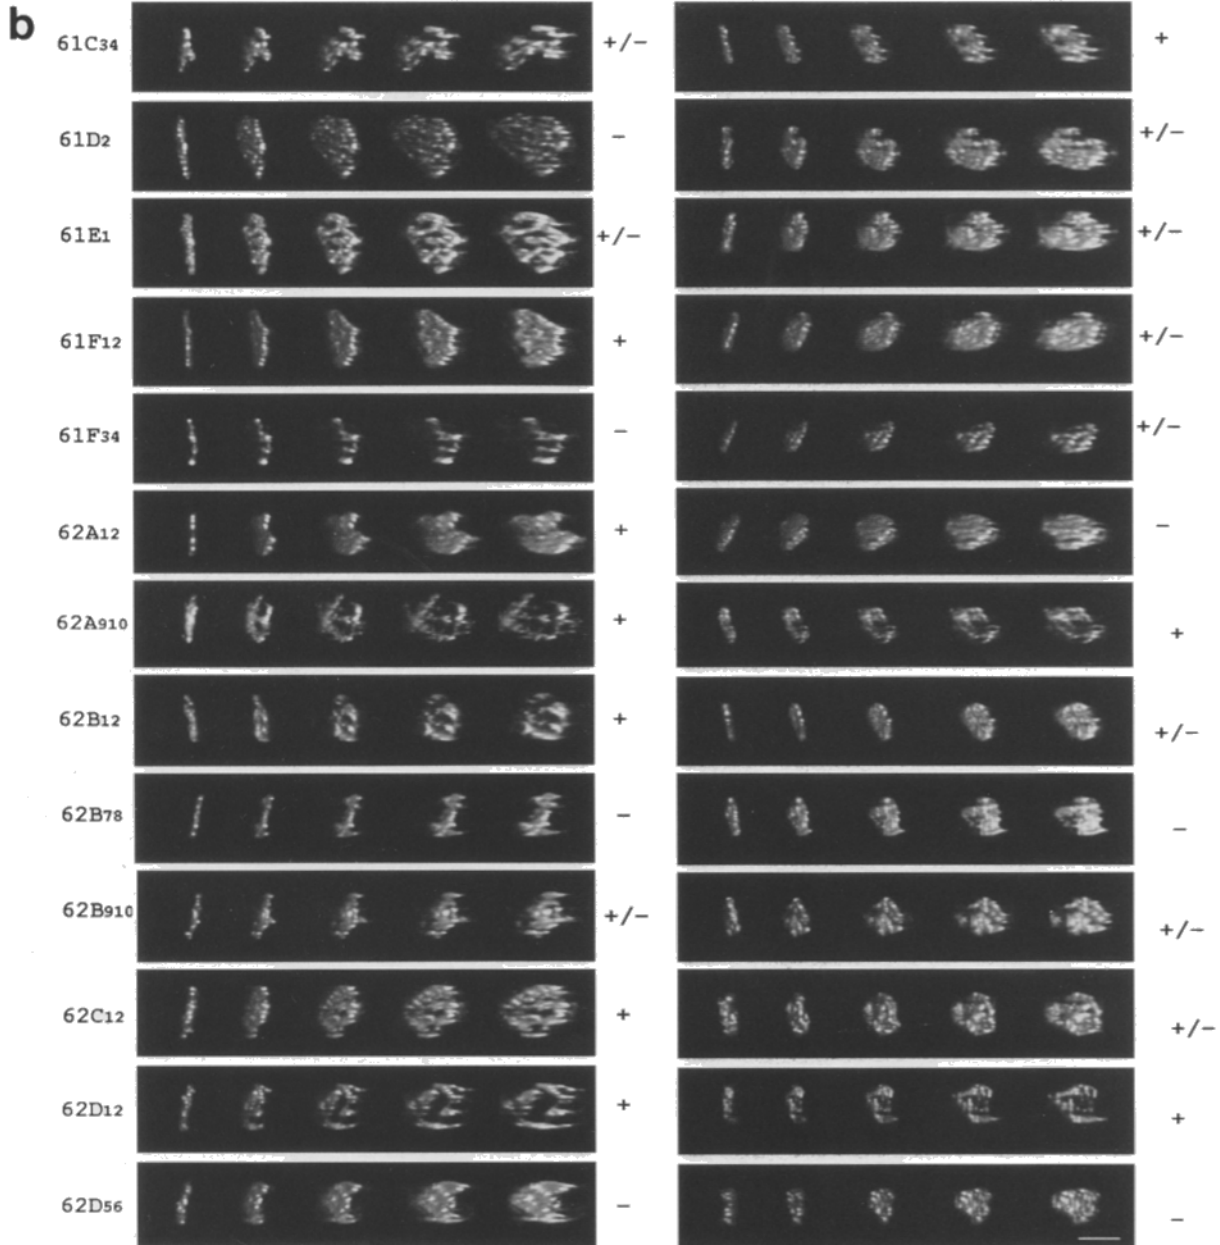 b
61C34 +/- +
61D2 - +/-
61E1 +/- +/-
61F12 + +/-
61F34 - +/-
62A12 + -
62A910 + +
62B12 + +/-
62B78 - -
62B910 +/- +/-
62C12 + +/-
62D12 + +
62D56 - -